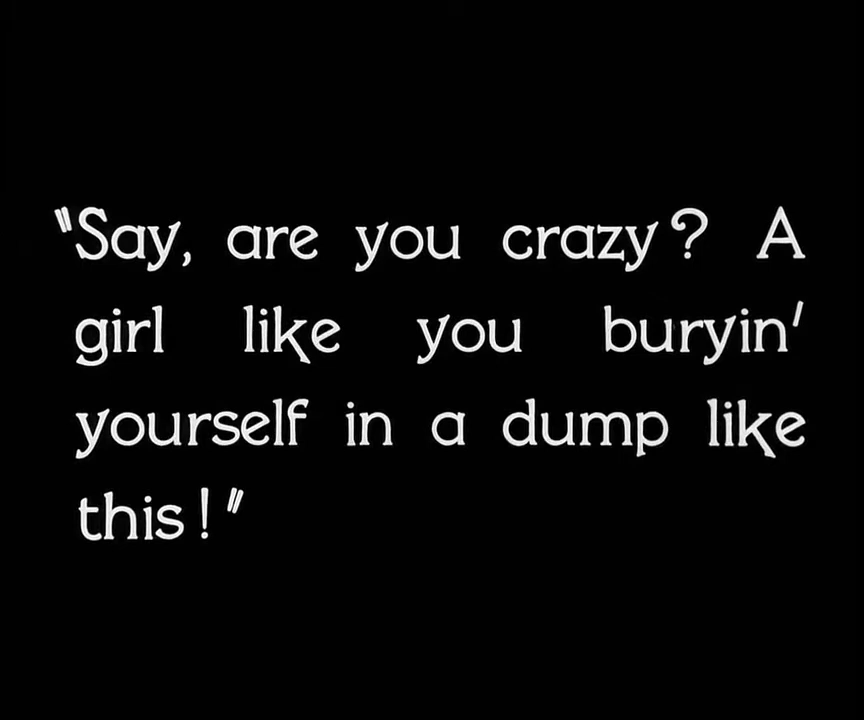 "Say, are you crazy? A
girl like you buryin'
yourself in a dump like
this!"